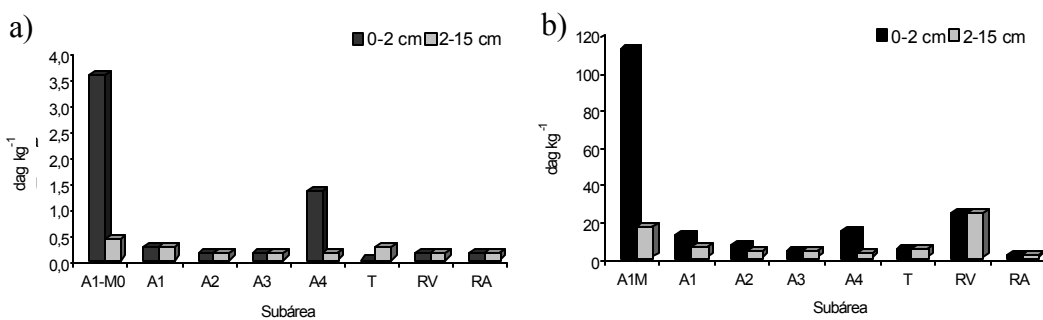 a)
0-2 cm 2-15 cm
4,0
3,5
3,0
2,5
2,0
1,5
1,0
0,5
0,0
dag kg-1
A1-M0 A1 A2 A3 A4 T RV RA
Subárea
b)
0-2 cm 2-15 cm
120
100
80
60
40
20
0
dag kg-1
A1M A1 A2 A3 A4 T RV RA
Subárea